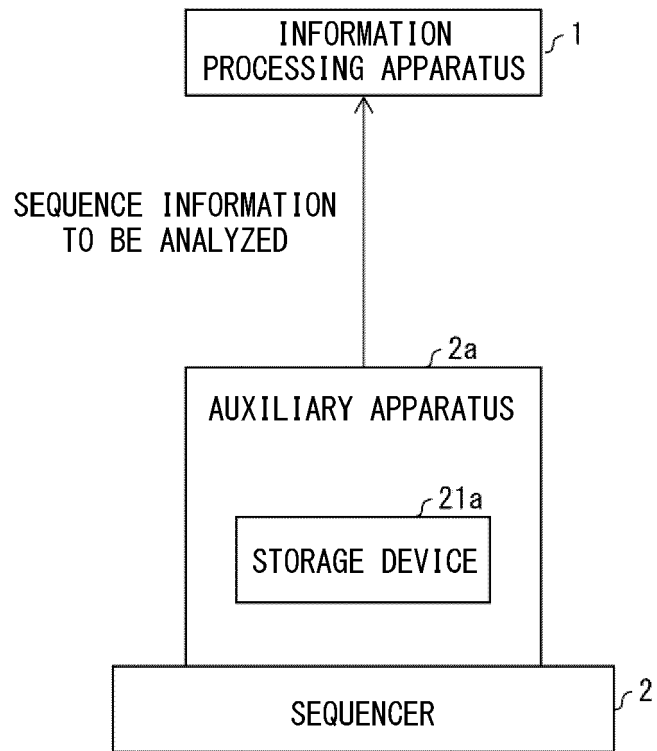 INFORMATION
PROCESSING APPARATUS
1
SEQUENCE INFORMATION
TO BE ANALYZED
2a
AUXILIARY APPARATUS
21a
STORAGE DEVICE
SEQUENCER
2